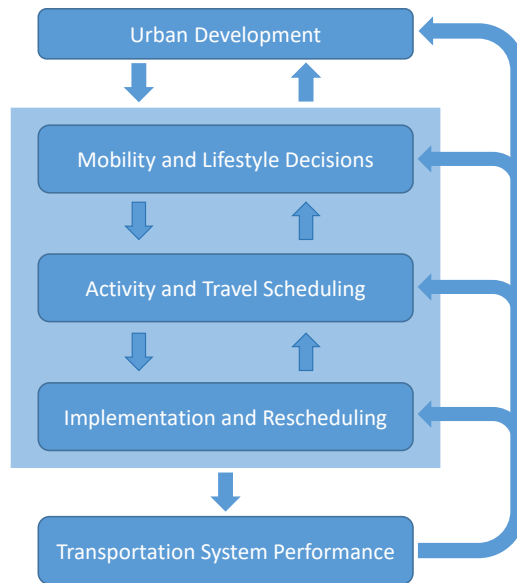 Urban Development
Mobility and Lifestyle Decisions
Activity and Travel Scheduling
Implementation and Rescheduling
Transportation System Performance